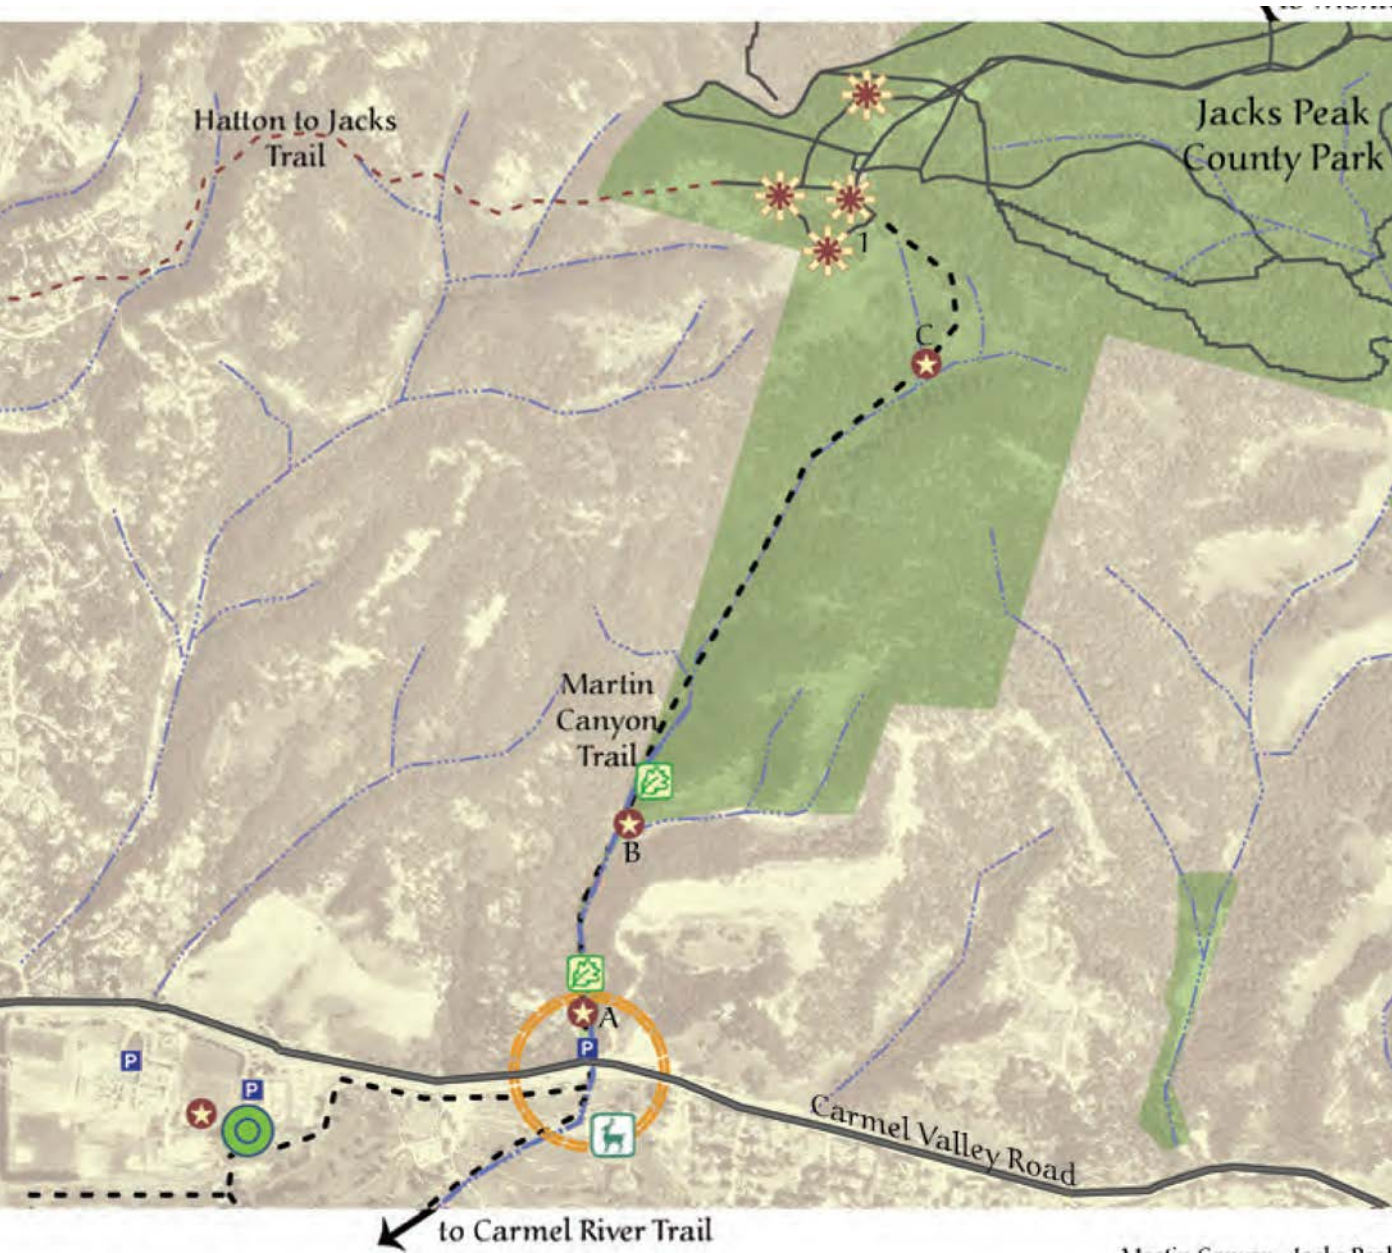 Hatton to Jacks
Trail
Jacks Peak
County Park
1
C
Martin
Canyon
Trail
B
A
P
P
P
Carmel Valley Road
to Carmel River Trail